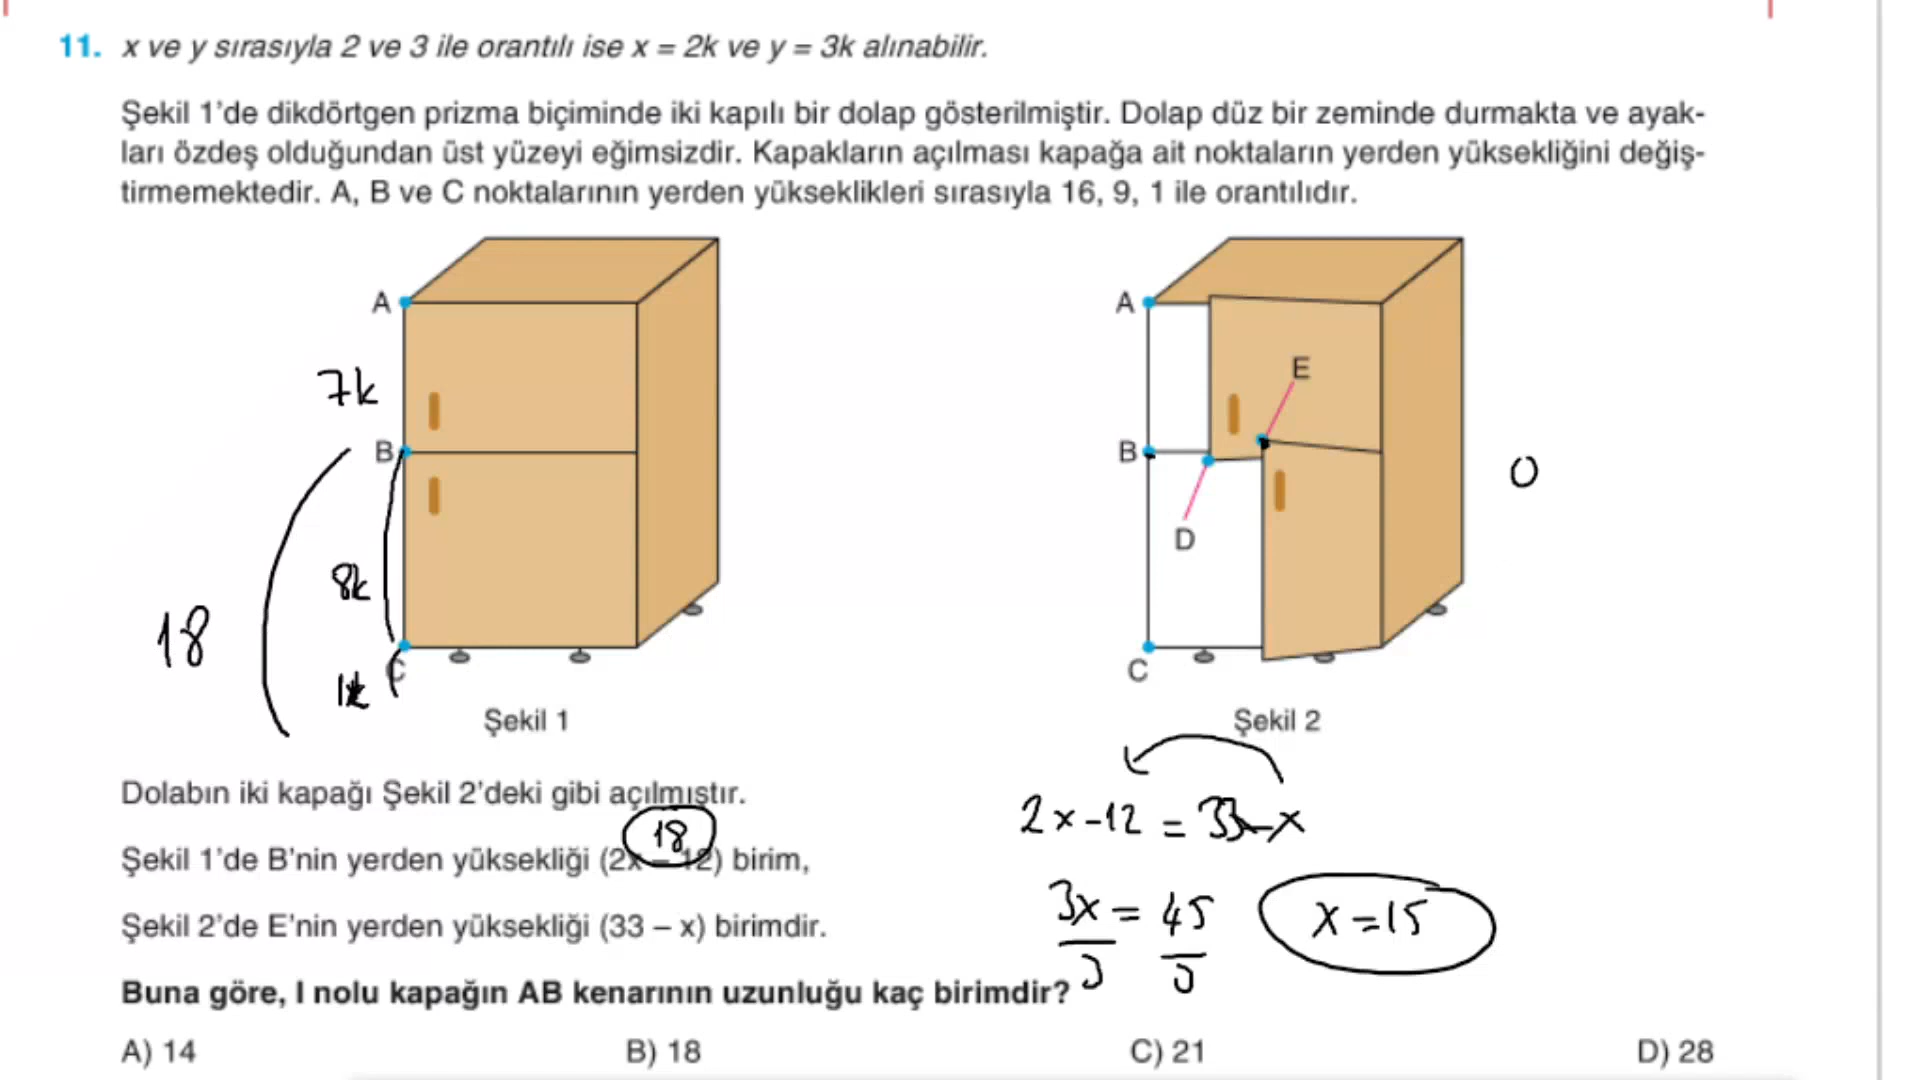 11. x ve y sırasıyla 2 ve 3 ile orantılı ise x = 2k ve y = 3k alınabilir.
Şekil 1'de dikdörtgen prizma biçiminde iki kapılı bir dolap gösterilmiştir. Dolap düz bir zeminde durmakta ve ayak-
ları özdeş olduğundan üst yüzeyi eğimsizdir. Kapakların açılması kapağa ait noktaların yerden yüksekliğini değiş-
tirmemektedir. A, B ve C noktalarının yerden yükseklikleri sırasıyla 16, 9, 1 ile orantılıdır.
A
7k
B
8k
18
C
1k
Şekil 1
A
E
B
D
C
0
Şekil 2
Dolabın iki kapağı Şekil 2'deki gibi açılmıştır.
18
Şekil 1'de B'nin yerden yüksekliği (2x – 12) birim,
Şekil 2'de E'nin yerden yüksekliği (33 – x) birimdir.
2x-12 = 33-x
3x = 45
3 3
x=15
Buna göre, I nolu kapağın AB kenarının uzunluğu kaç birimdir?
A) 14 B) 18 C) 21 D) 28